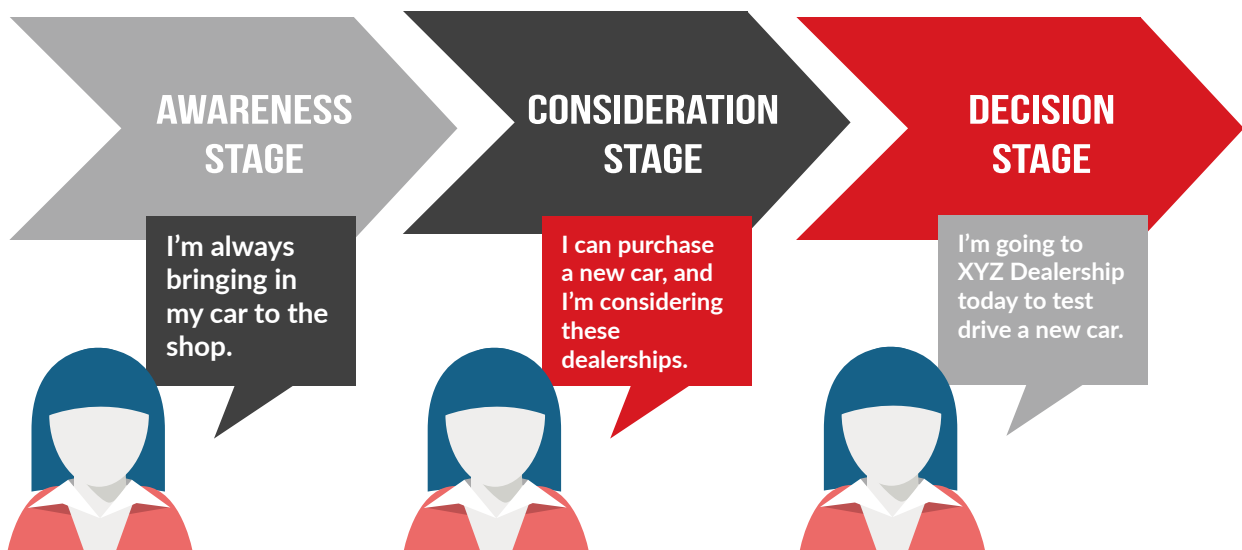 AWARENESS
STAGE
I’m always
bringing in
my car to the
shop.
CONSIDERATION
STAGE
I can purchase
a new car, and
I’m considering
these
dealerships.
DECISION
STAGE
I’m going to
XYZ Dealership
today to test
drive a new car.